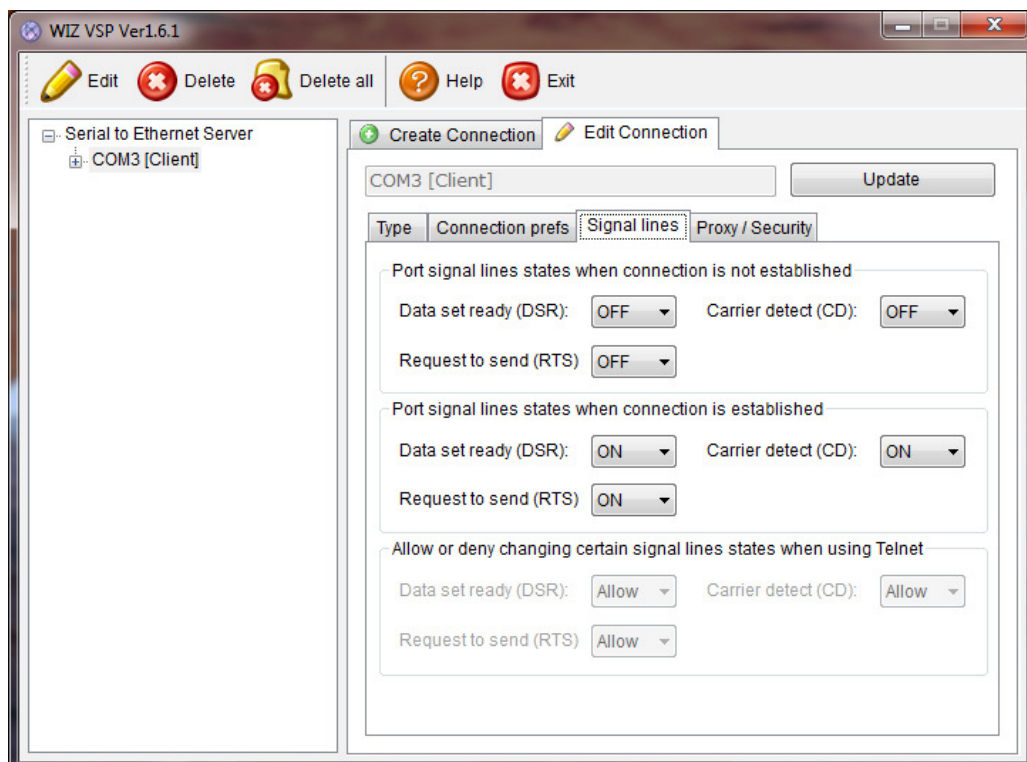 WIZ VSP Ver1.6.1
Edit Delete Delete all Help Exit
Serial to Ethernet Server
COM3 [Client]
Create Connection Edit Connection
COM3 [Client] Update
Type Connection prefs Signal lines Proxy / Security
Port signal lines states when connection is not established
Data set ready (DSR): OFF Carrier detect (CD): OFF
Request to send (RTS) OFF
Port signal lines states when connection is established
Data set ready (DSR): ON Carrier detect (CD): ON
Request to send (RTS) ON
Allow or deny changing certain signal lines states when using Telnet
Data set ready (DSR): Allow Carrier detect (CD): Allow
Request to send (RTS) Allow